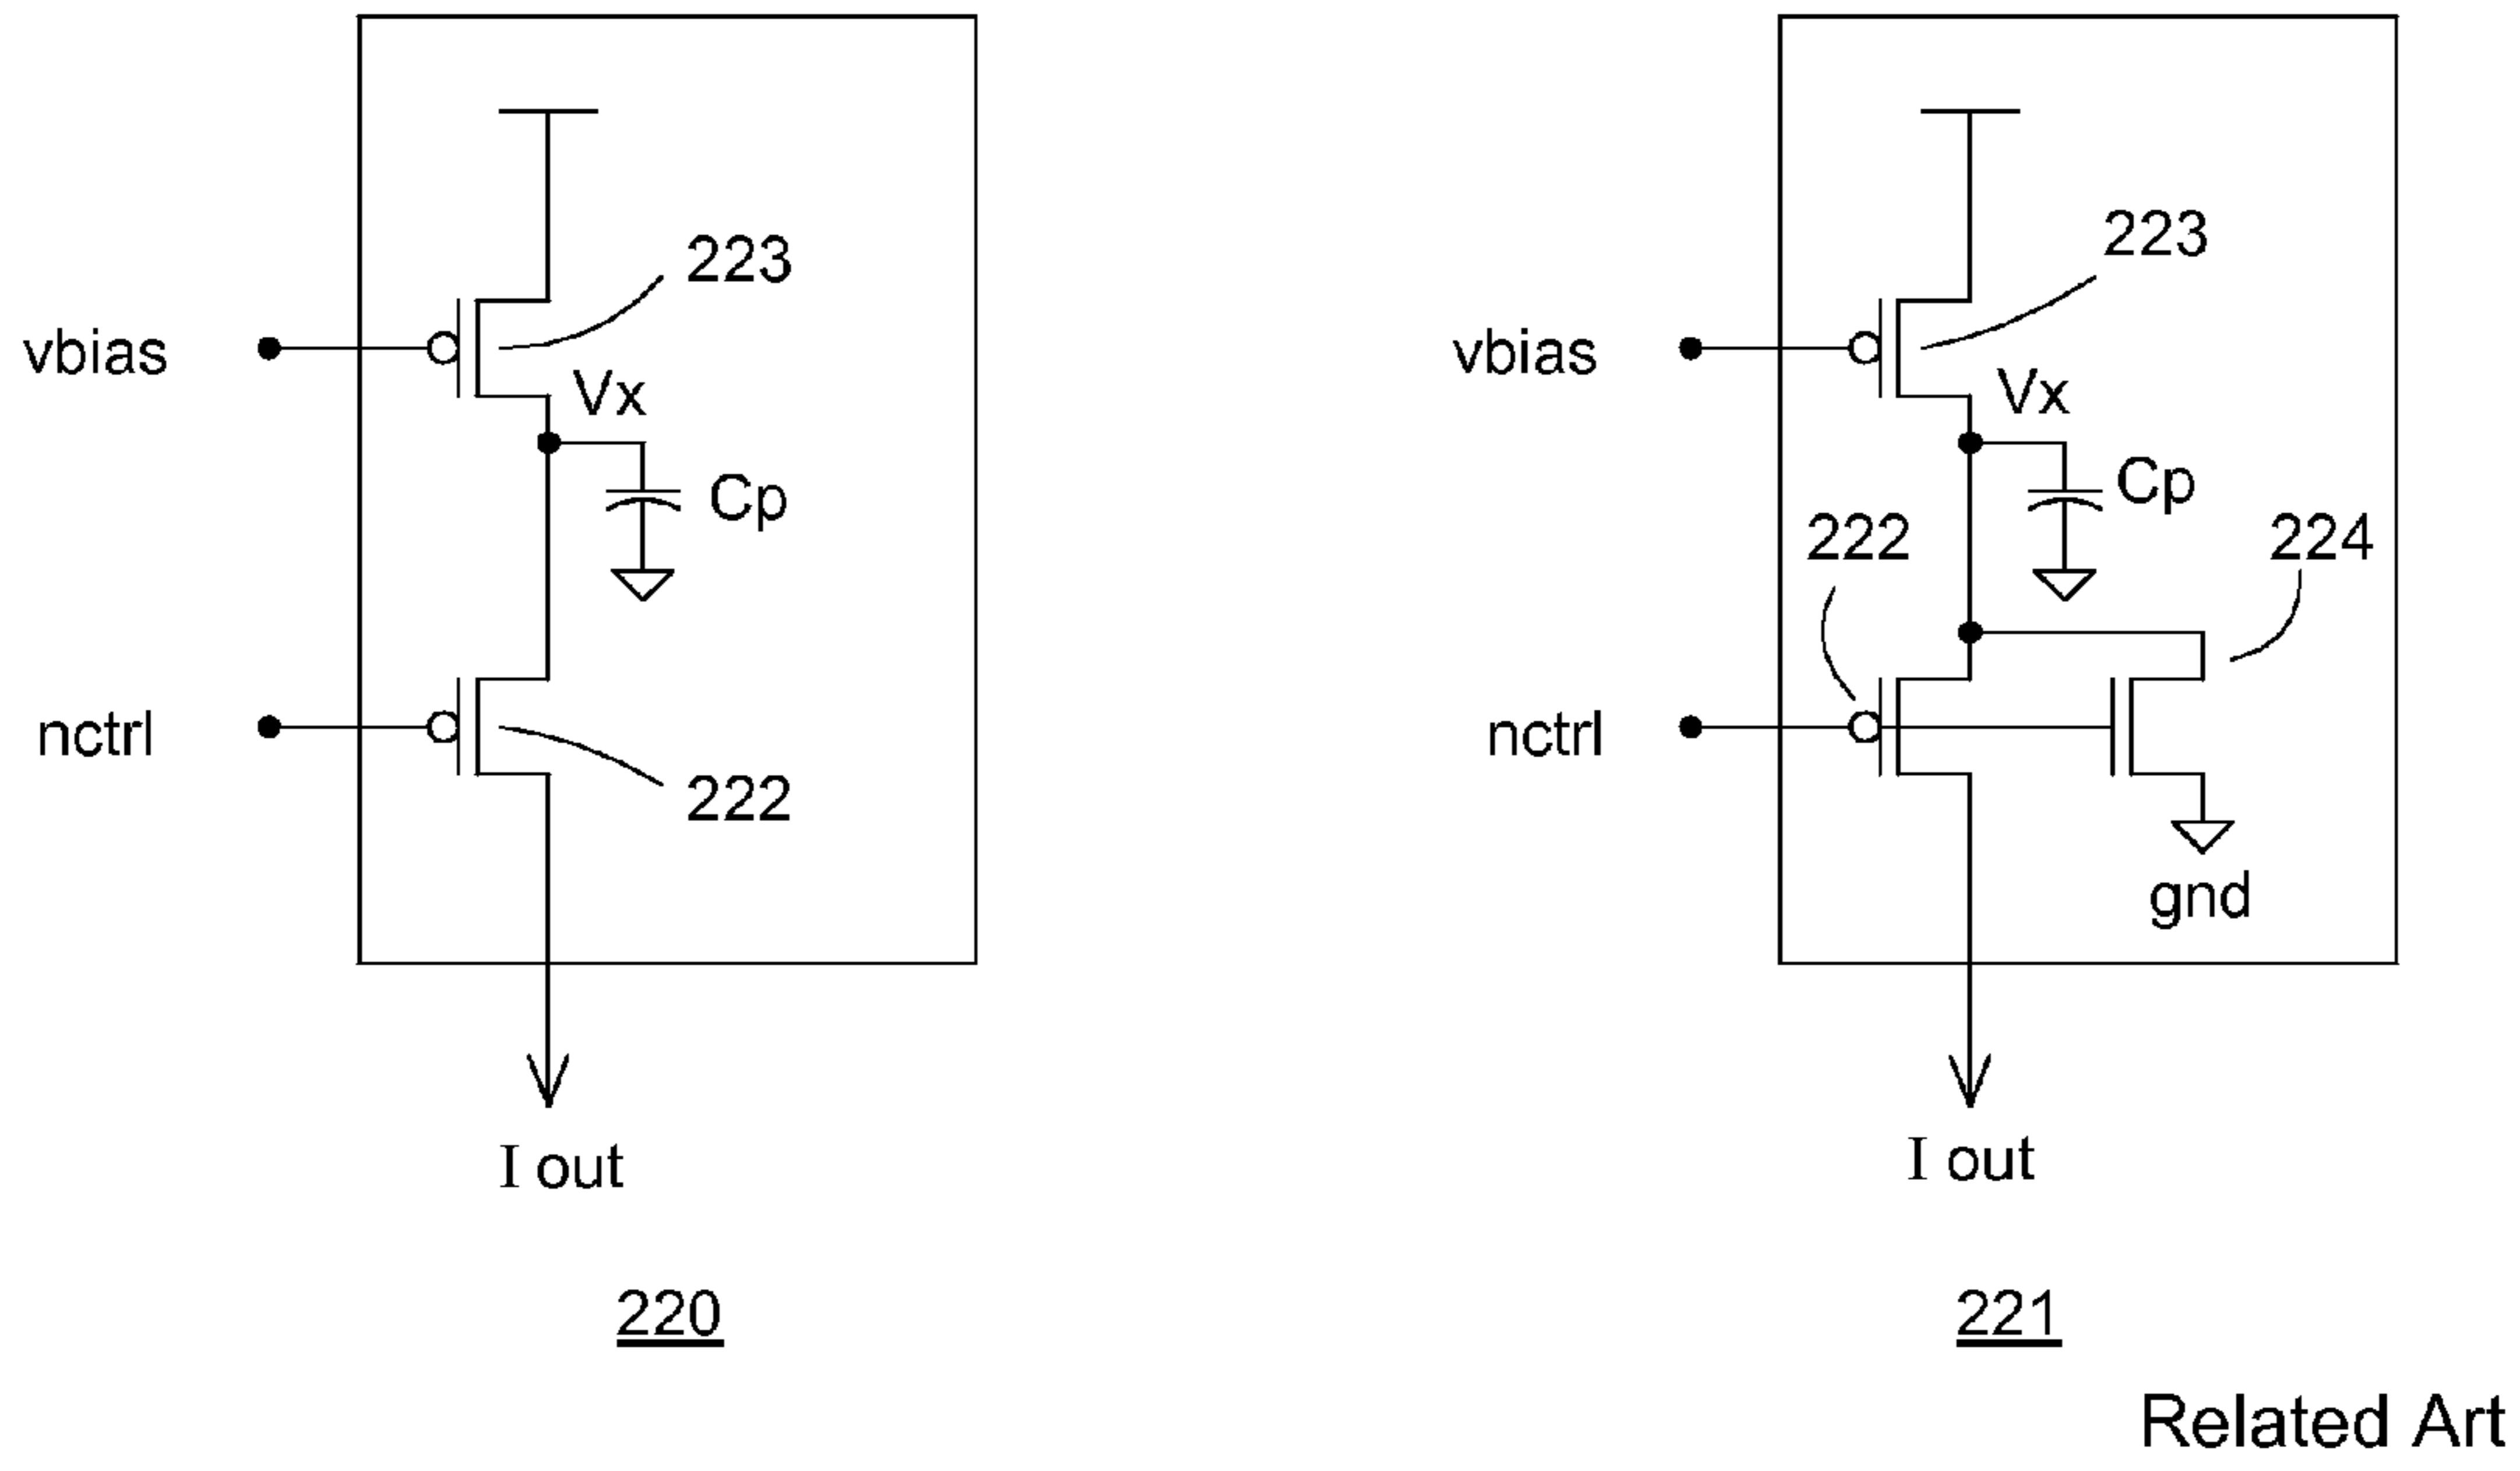 223
vbias
Vx
Cp
nctrl
222
I out
220
223
vbias
Vx
Cp
222
224
nctrl
gnd
I out
221
Related Art